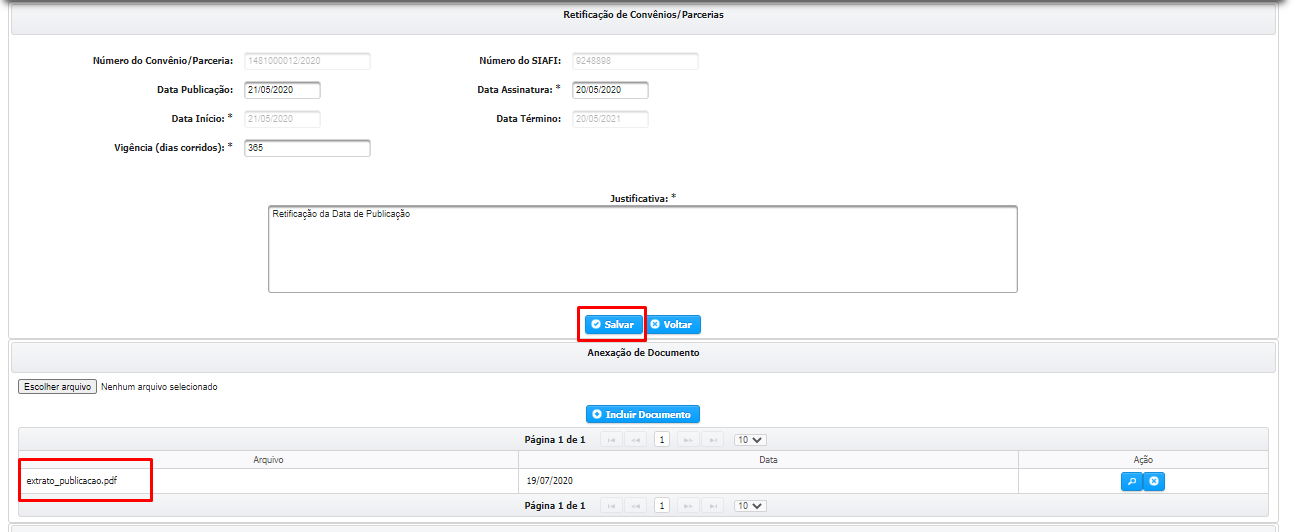 Retificação de Convênios/Parcerias
Número do Convênio/Parceria: 1481000012/2020 Número do SIAFI: 9248898
Data Publicação: 21/05/2020 Data Assinatura: * 20/05/2020
Data Início: * 21/05/2020 Data Término: 20/05/2021
Vigência (dias corridos): * 365
Justificativa: *
Retificação da Data de Publicação
Salvar Voltar
Anexação de Documento
Escolher arquivo Nenhum arquivo selecionado
Incluir Documento
Página 1 de 1 1 10
Arquivo Data Ação
extrato_publicacao.pdf 19/07/2020
Página 1 de 1 1 10